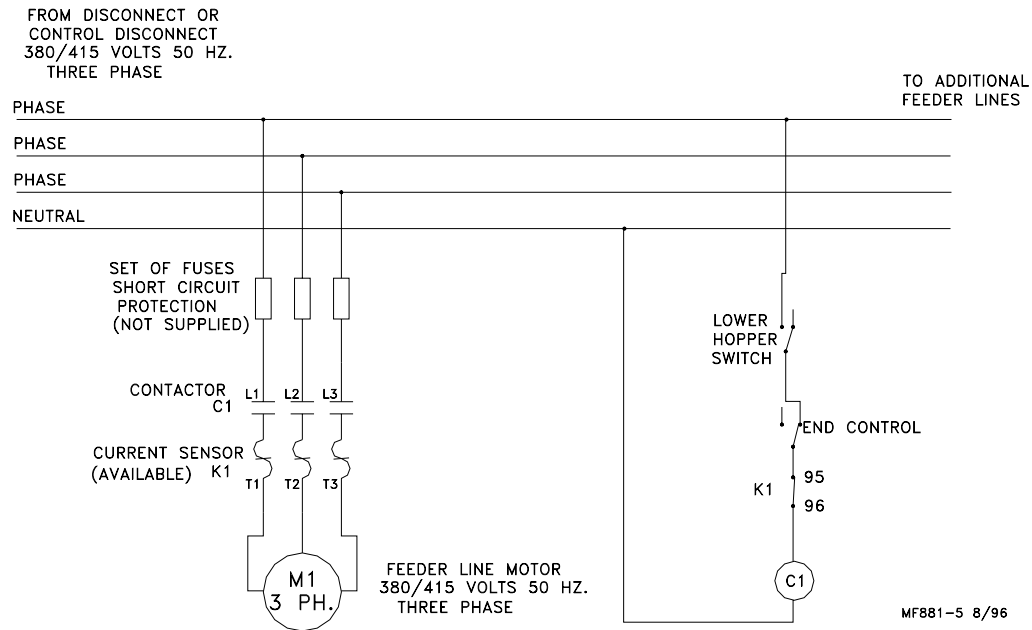 FROM DISCONNECT OR
CONTROL DISCONNECT
380/415 VOLTS 50 HZ.
THREE PHASE
TO ADDITIONAL
FEEDER LINES
PHASE
PHASE
PHASE
NEUTRAL
SET OF FUSES
SHORT CIRCUIT
PROTECTION
(NOT SUPPLIED)
LOWER
HOPPER
SWITCH
CONTACTOR
C1
L1
L2
L3
END CONTROL
CURRENT SENSOR
(AVAILABLE) K1
T1
T2
T3
K1
95
96
M1
3 PH.
FEEDER LINE MOTOR
380/415 VOLTS 50 HZ.
THREE PHASE
C1
MF881-5 8/96